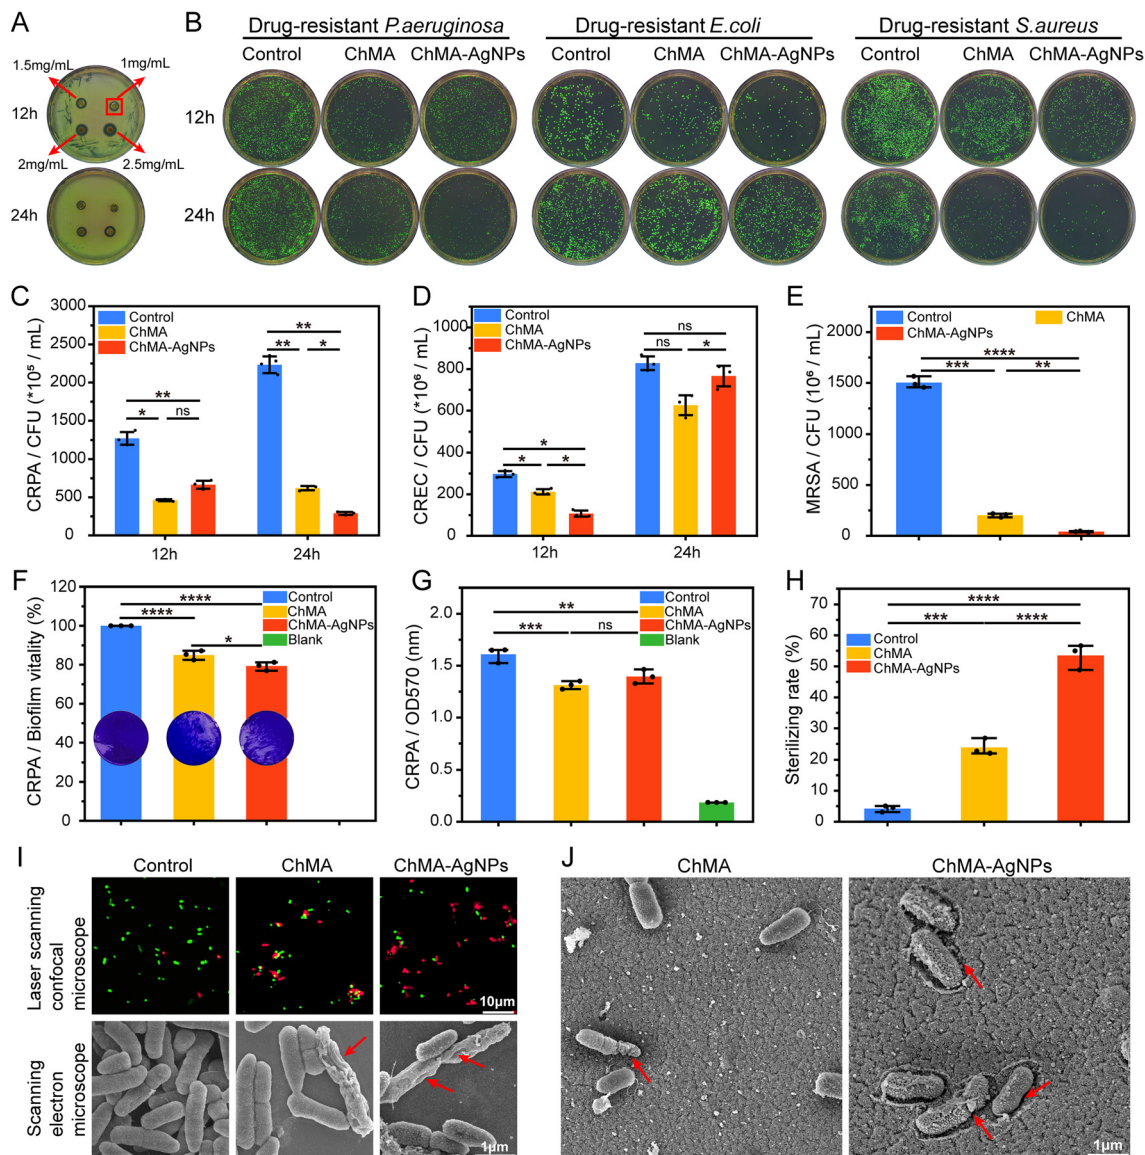 A
1.5mg/mL
1mg/mL
12h
2mg/mL
2.5mg/mL
24h
B
Drug-resistant P.aeruginosa
Drug-resistant E.coli
Drug-resistant S.aureus
Control
ChMA
ChMA-AgNPs
Control
ChMA
ChMA-AgNPs
Control
ChMA
ChMA-AgNPs
12h
24h
C
CRPA / CFU (*10⁵ / mL)
3000
2500
2250
1750
1250
1000
500
0
Control
ChMA
ChMA-AgNPs
**
*
ns
**
**
*
12h
24h
D
CREC / CFU (*10⁶ / mL)
800
600
400
200
0
Control
ChMA
ChMA-AgNPs
*
*
*
ns
ns
*
12h
24h
E
MRSA / CFU (10⁶ / mL)
2000
1500
1000
500
0
Control
ChMA
ChMA-AgNPs
****
***
**
F
CRPA / Biofilm vitality (%)
120
100
80
60
40
20
0
Control
ChMA
ChMA-AgNPs
Blank
****
****
*
G
CRPA / OD570 (nm)
2.0
1.5
1.0
0.5
0.0
Control
ChMA
ChMA-AgNPs
Blank
**
***
ns
H
Sterilizing rate (%)
70
60
50
40
30
20
10
0
Control
ChMA
ChMA-AgNPs
****
***
****
I
Control
ChMA
ChMA-AgNPs
Laser scanning
confocal
microscope
10μm
Scanning
electron
microscope
1μm
J
ChMA
ChMA-AgNPs
1μm